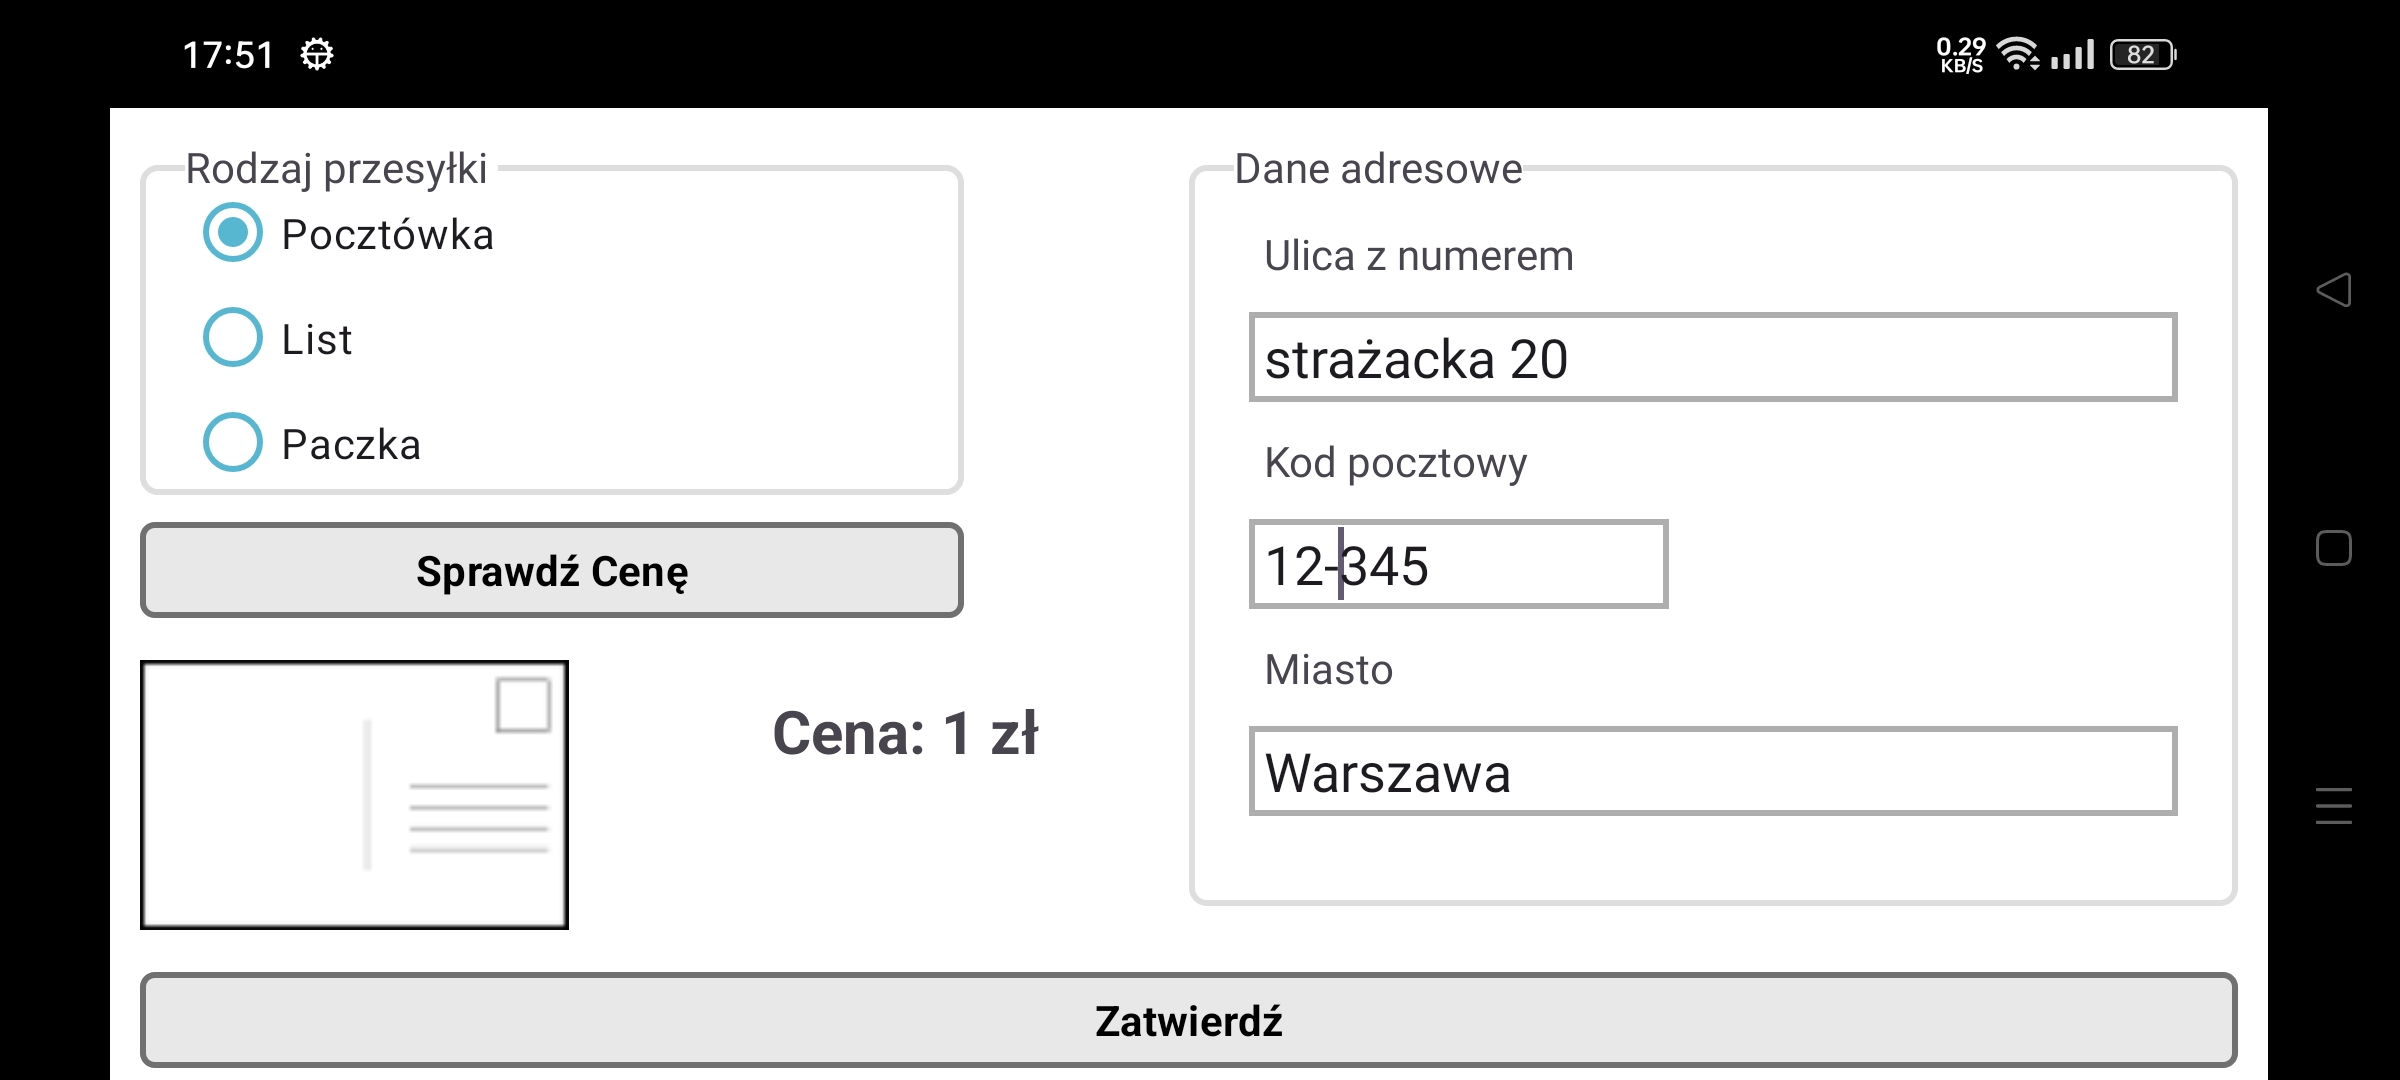 17:51
0.29
KB/S
82
Rodzaj przesyłki
Pocztówka
List
Paczka
Sprawdź Cenę
Cena: 1 zł
Dane adresowe
Ulica z numerem
strażacka 20
Kod pocztowy
12-345
Miasto
Warszawa
Zatwierdź